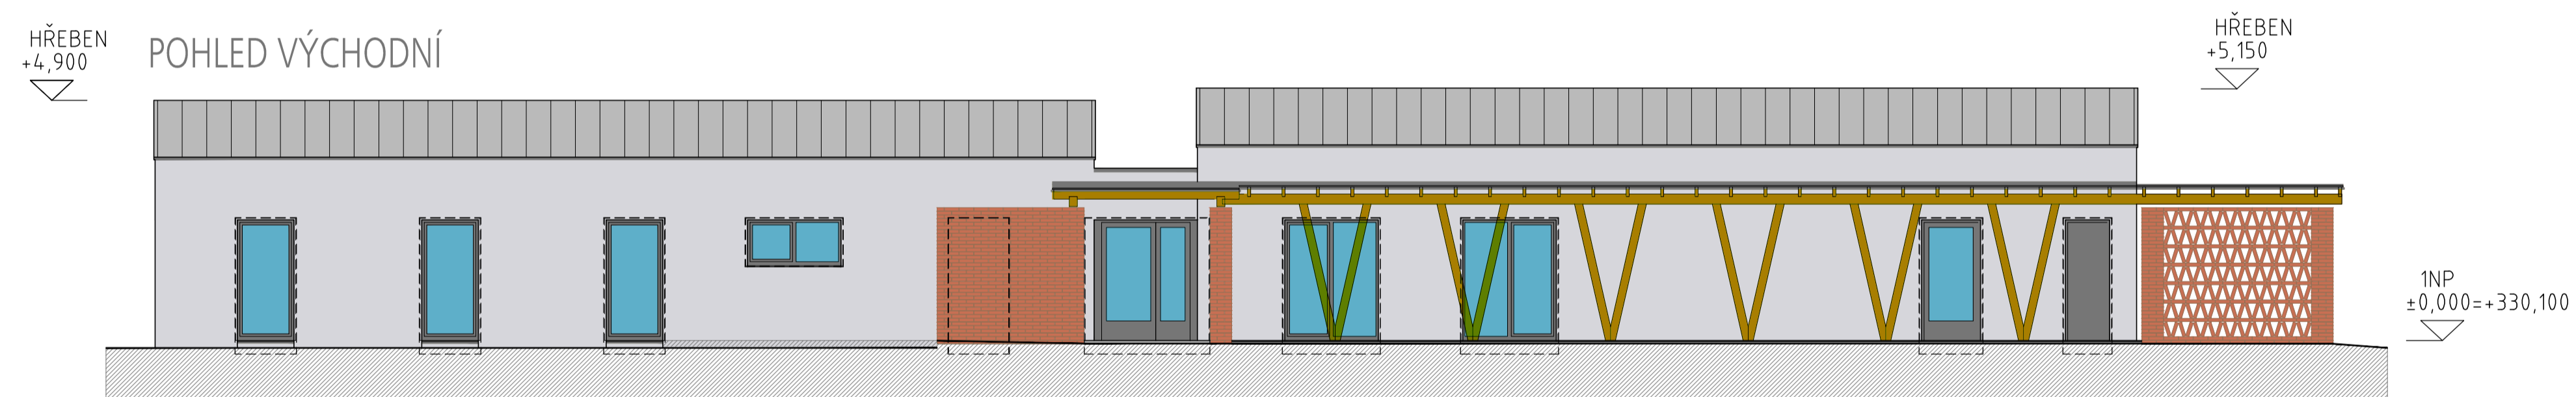 HŘEBEN
+4,900
POHLED VÝCHODNÍ
HŘEBEN
+5,150
1NP
±0,000=+330,100